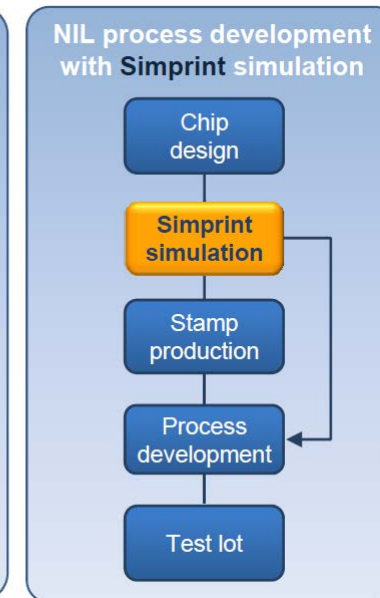 NIL process development
with Simprint simulation
Chip
design
Simprint
simulation
Stamp
production
Process
development
Test lot